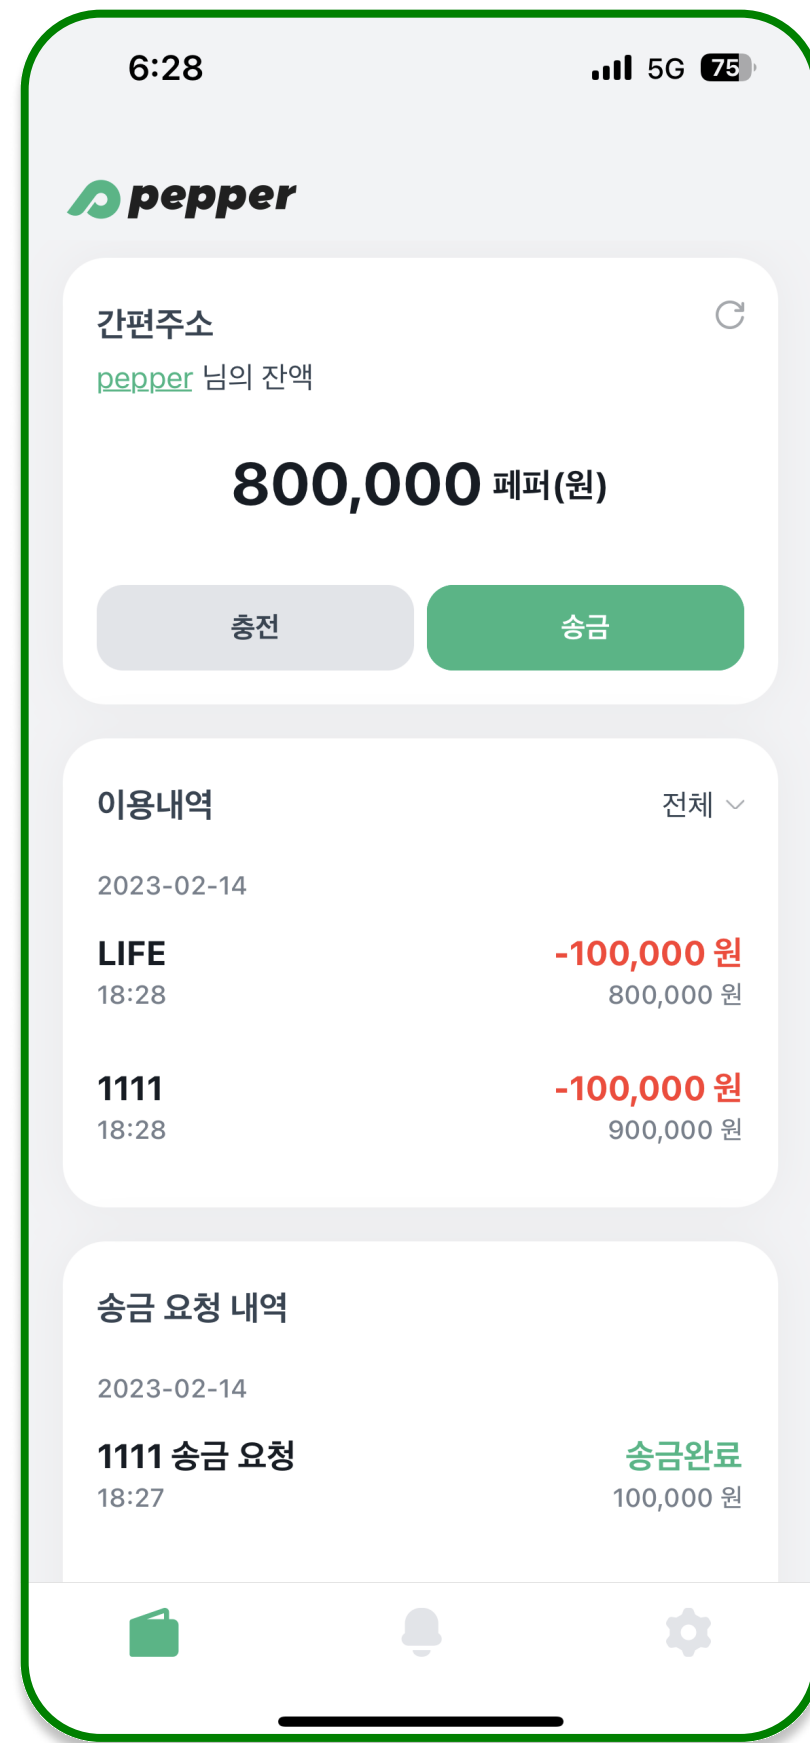 6:28 5G 75
pepper
간편주소
pepper 님의 잔액
800,000 페퍼(원)
충전 송금
이용내역 전체
2023-02-14
LIFE -100,000 원
18:28 800,000 원
1111 -100,000 원
18:28 900,000 원
송금 요청 내역
2023-02-14
1111 송금 요청 송금완료
18:27 100,000 원